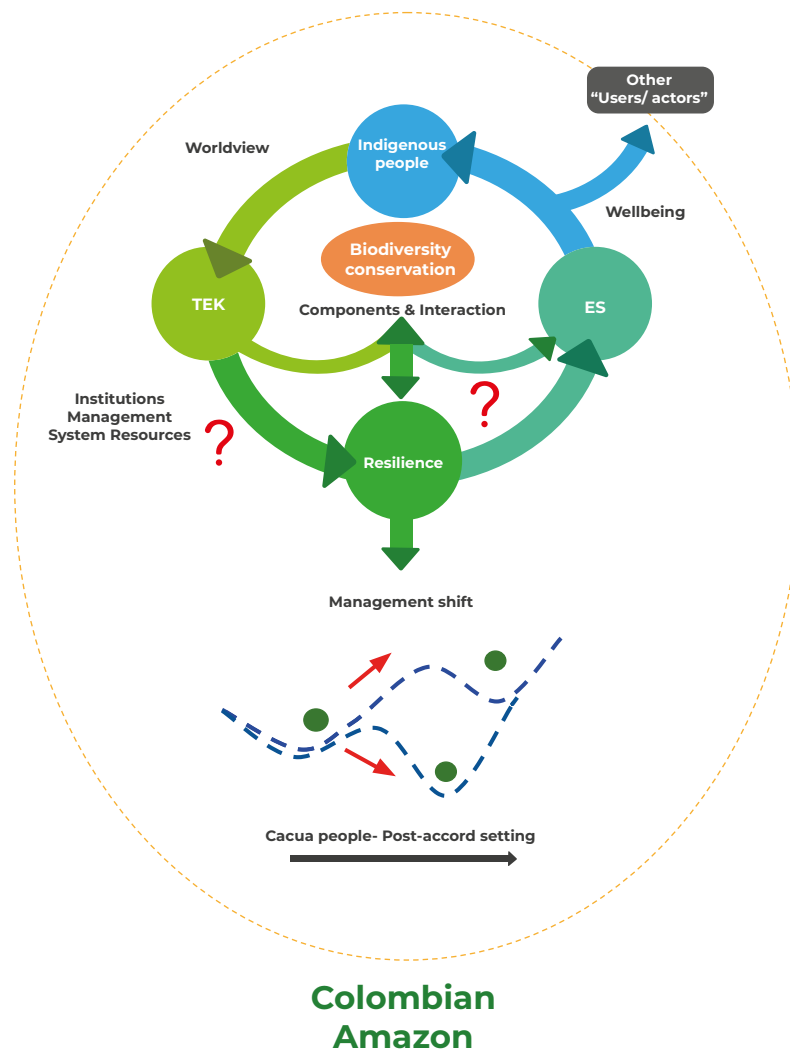 Other
“Users/ actors”
Indigenous
people
Worldview
Wellbeing
Biodiversity
conservation
TEK
ES
Components & Interaction
Institutions
Management
System Resources
?
?
Resilience
Management shift
Cacua people- Post-accord setting
Colombian
Amazon